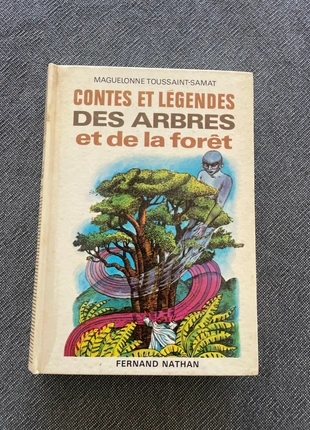 MAGUELONNE TOUSSAINT-SAMAT
CONTES ET LÉGENDES
DES ARBRES
et de la forêt
FERNAND NATHAN